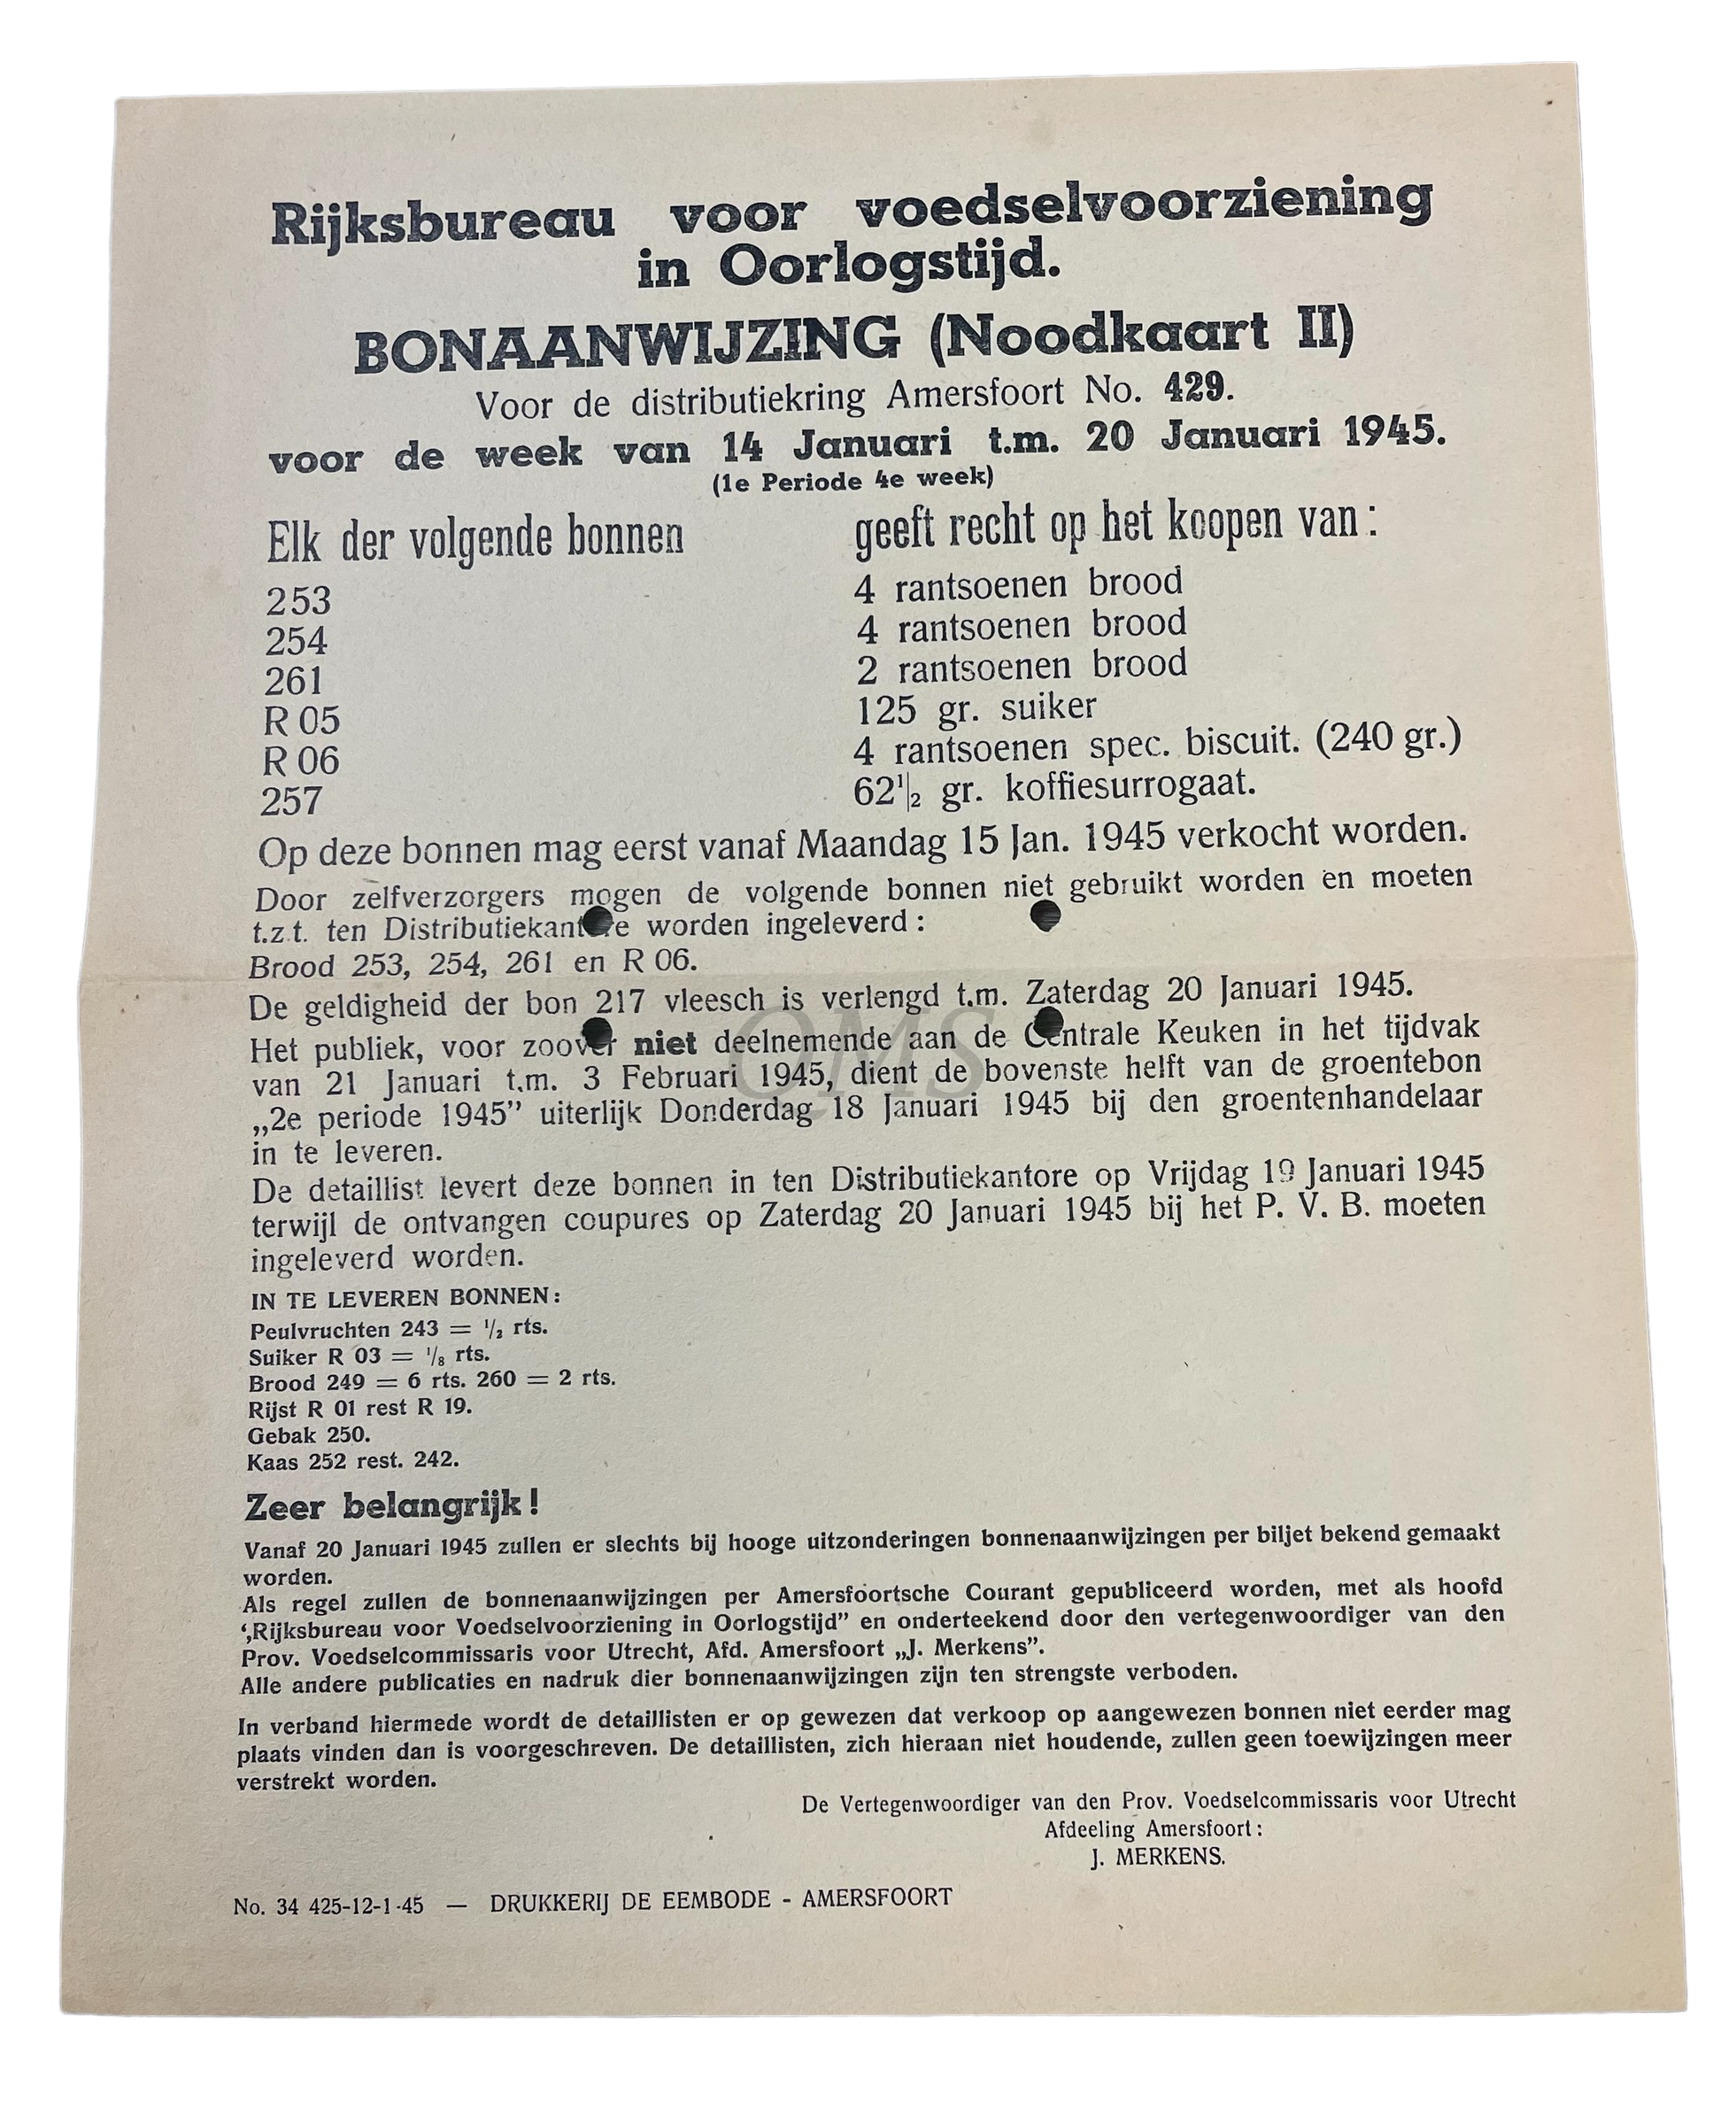 Rijksbureau voor voedselvoorziening
in Oorlogstijd.
BONAANWIJZING (Noodkaart II)
Voor de distributiekring Amersfoort No. 429.
voor de week van 14 Januari t.m. 20 Januari 1945.
(1e Periode 4e week)
Elk der volgende bonnen geeft recht op het koopen van:
253 4 rantsoenen brood
254 4 rantsoenen brood
261 2 rantsoenen brood
R 05 125 gr. suiker
R 06 4 rantsoenen spec. biscuit. (240 gr.)
257 62 1/2 gr. koffiesurrogaat.
Op deze bonnen mag eerst vanaf Maandag 15 Jan. 1945 verkocht worden.
Door zelfverzorgers mogen de volgende bonnen niet gebruikt worden en moeten
t.z.t. ten Distributiekantore worden ingeleverd:
Brood 253, 254, 261 en R 06.
De geldigheid der bon 217 vleesch is verlengd t.m. Zaterdag 20 Januari 1945.
Het publiek, voor zoover niet deelnemende aan de Centrale Keuken in het tijdvak
van 21 Januari t.m. 3 Februari 1945, dient de bovenste helft van de groentebon
„2e periode 1945” uiterlijk Donderdag 18 Januari 1945 bij den groentenhandelaar
in te leveren.
De detaillist levert deze bonnen in ten Distributiekantore op Vrijdag 19 Januari 1945
terwijl de ontvangen coupures op Zaterdag 20 Januari 1945 bij het P. V. B. moeten
ingeleverd worden.
IN TE LEVEREN BONNEN:
Peulvruchten 243 = 1/2 rts.
Suiker R 03 = 1/8 rts.
Brood 249 = 6 rts. 260 = 2 rts.
Rijst R 01 rest R 19.
Gebak 250.
Kaas 252 rest. 242.
Zeer belangrijk!
Vanaf 20 Januari 1945 zullen er slechts bij hooge uitzonderingen bonnenaanwijzingen per biljet bekend gemaakt
worden.
Als regel zullen de bonnenaanwijzingen per Amersfoortsche Courant gepubliceerd worden, met als hoofd
‘,Rijksbureau voor Voedselvoorziening in Oorlogstijd” en onderteekend door den vertegenwoordiger van den
Prov. Voedselcommissaris voor Utrecht, Afd. Amersfoort „J. Merkens”.
Alle andere publicaties en nadruk dier bonnenaanwijzingen zijn ten strengste verboden.
In verband hiermede wordt de detaillisten er op gewezen dat verkoop op aangewezen bonnen niet eerder mag
plaats vinden dan is voorgeschreven. De detaillisten, zich hieraan niet houdende, zullen geen toewijzingen meer
verstrekt worden.
De Vertegenwoordiger van den Prov. Voedselcommissaris voor Utrecht
Afdeeling Amersfoort:
J. MERKENS.
No. 34 425-12-1-45 — DRUKKERIJ DE EEMBODE - AMERSFOORT
QMS